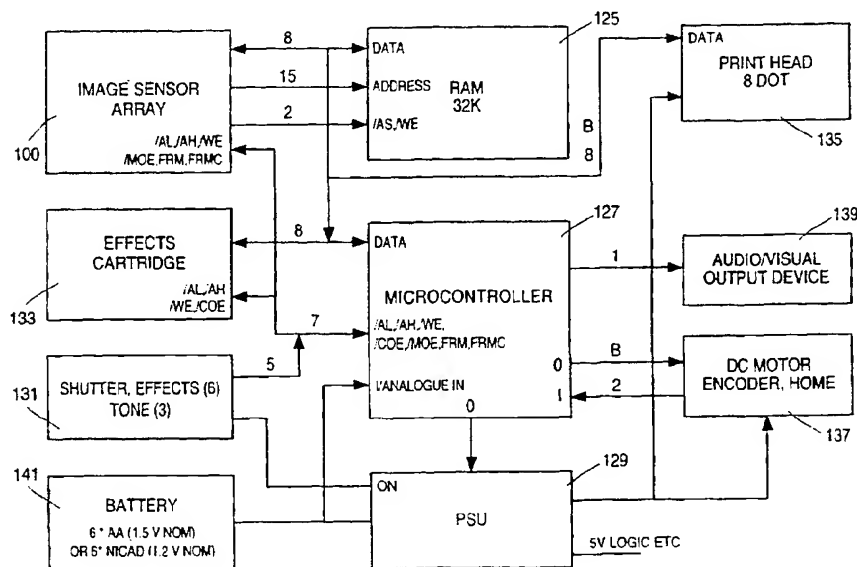 IMAGE SENSOR
ARRAY
/AL,/AH,/WE
/MOE,FRM,FRMC
100
8
15
2
DATA
ADDRESS
/AS,/WE
RAM
32K
125
B
8
DATA
PRINT HEAD
8 DOT
135
EFFECTS
CARTRIDGE
/AL,/AH
/WE,/COE
133
8
7
DATA
MICROCONTROLLER
/AL,/AH,/WE,
/COE,/MOE,FRM,FRMC
I/ANALOGUE IN
0
0
I
127
1
AUDIO/VISUAL
OUTPUT DEVICE
139
B
2
DC MOTOR
ENCODER, HOME
137
SHUTTER, EFFECTS (6)
TONE (3)
131
5
BATTERY
6* AA (1.5 V NOM)
OR 6* NICAD (1.2 V NOM)
141
ON
PSU
129
5V LOGIC ETC